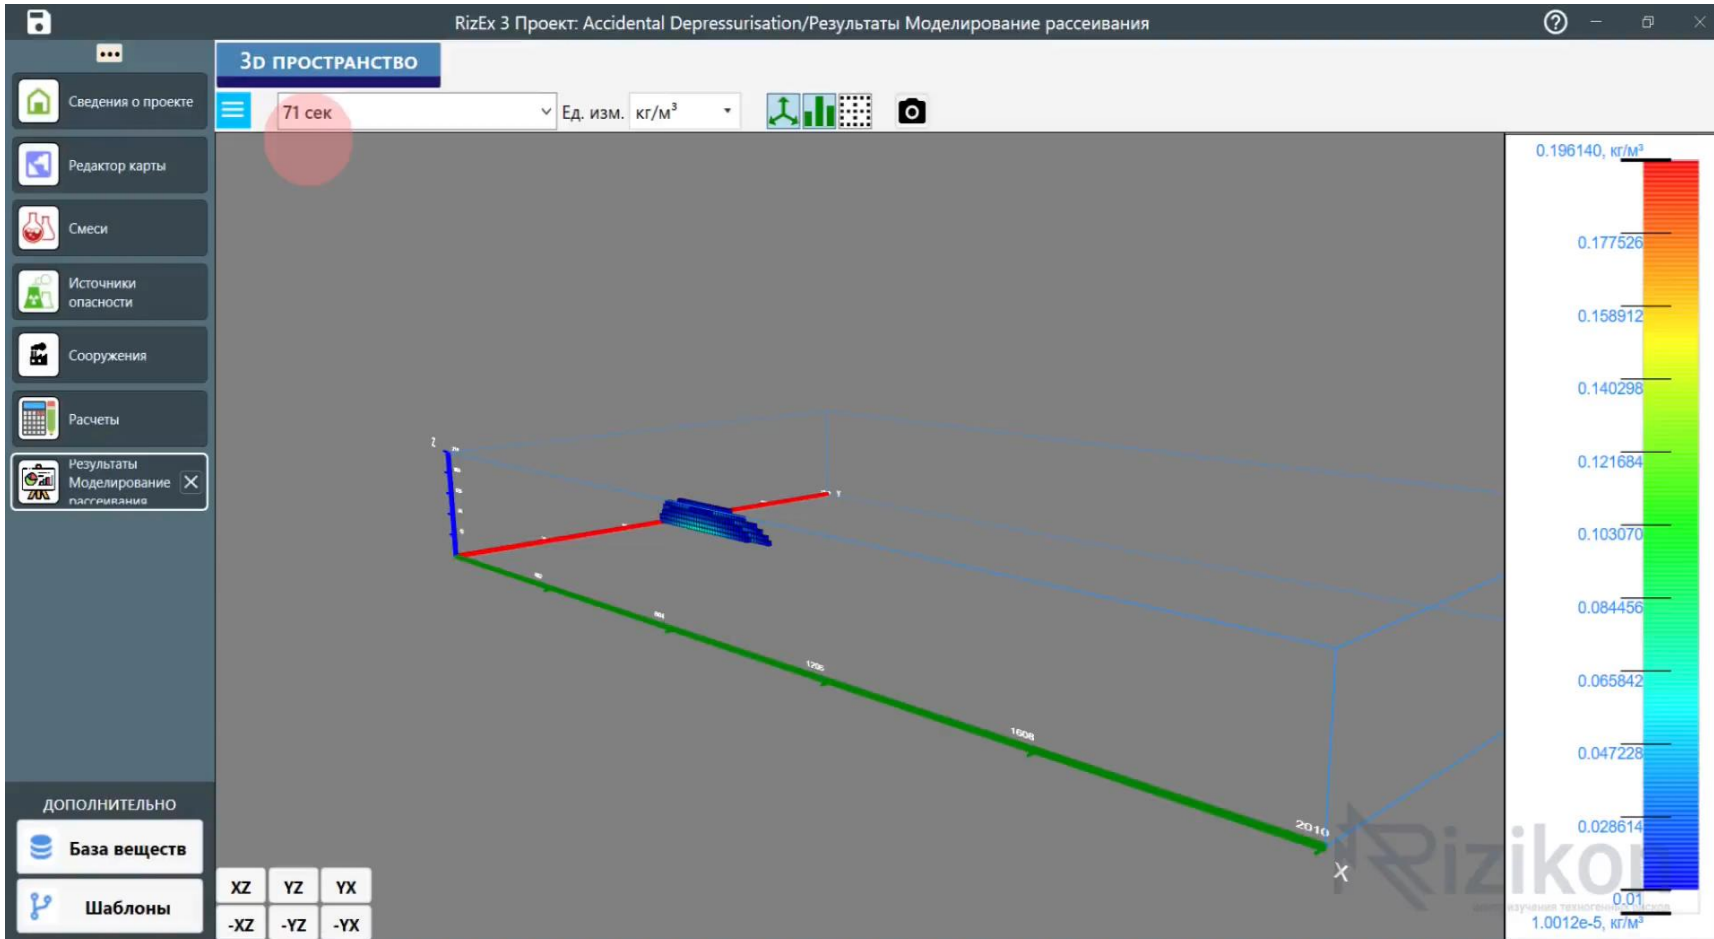 RizEx 3 Проект: Accidental Depressurisation/Результаты Моделирование рассеивания
3D ПРОСТРАНСТВО
71 сек
Ед. изм. кг/м³
Сведения о проекте
Редактор карты
Смеси
Источники
опасности
Сооружения
Расчеты
Результаты
Моделирование
рассеивания
ДОПОЛНИТЕЛЬНО
База веществ
Шаблоны
Z
Y
1206
1608
2010
X
XZ YZ YX
-XZ -YZ -YX
0.196140, кг/м³
0.177526
0.158912
0.140298
0.121684
0.103070
0.084456
0.065842
0.047228
0.028614
0.01
1.0012e-5, кг/м³
Rizikon